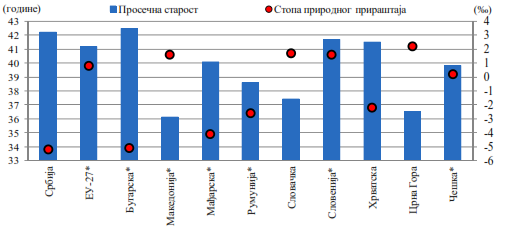 (године)
Просечна старост
Стопа природног прираштаја
(‰)
43
42
41
40
39
38
37
36
35
34
33
4
3
2
1
0
-1
-2
-3
-4
-5
-6
Србија
ЕУ-27*
Бугарска*
Македонија*
Мађарска*
Румунија*
Словачка
Словенија*
Хрватска
Црна Гора
Чешка*